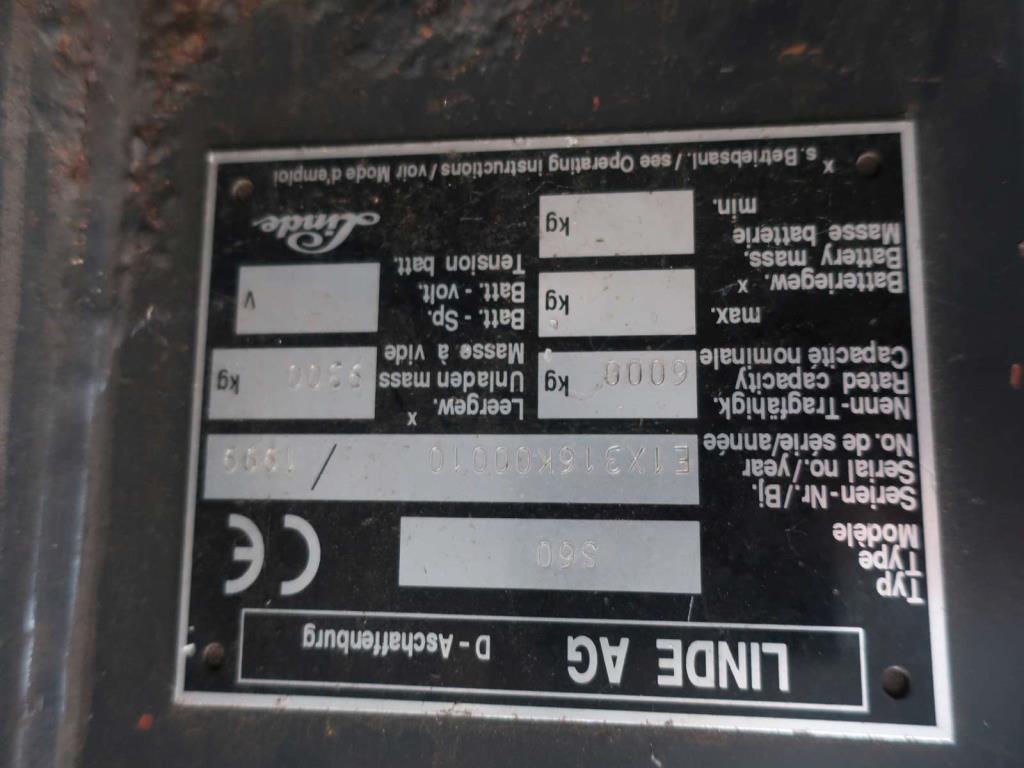 LINDE AG D - Aschaffenburg
Typ
Type
Modèle
S60
CE
Serien-Nr./Bj.
Serial no./year
No. de série/année
E1X316K00010 / 1999
Nenn-Tragfähigk.
Rated capacity
Capacité nominale
6000 kg
Leergew. x
Unladen mass
Masse à vide
9300 kg
max.
kg
Batteriegew. x
Battery mass.
Masse batterie
min.
kg
Batt. - Sp.
Batt. - volt.
Tension batt.
V
Linde
x s. Betriebsanl. / see Operating instructions / voir Mode d'emploi